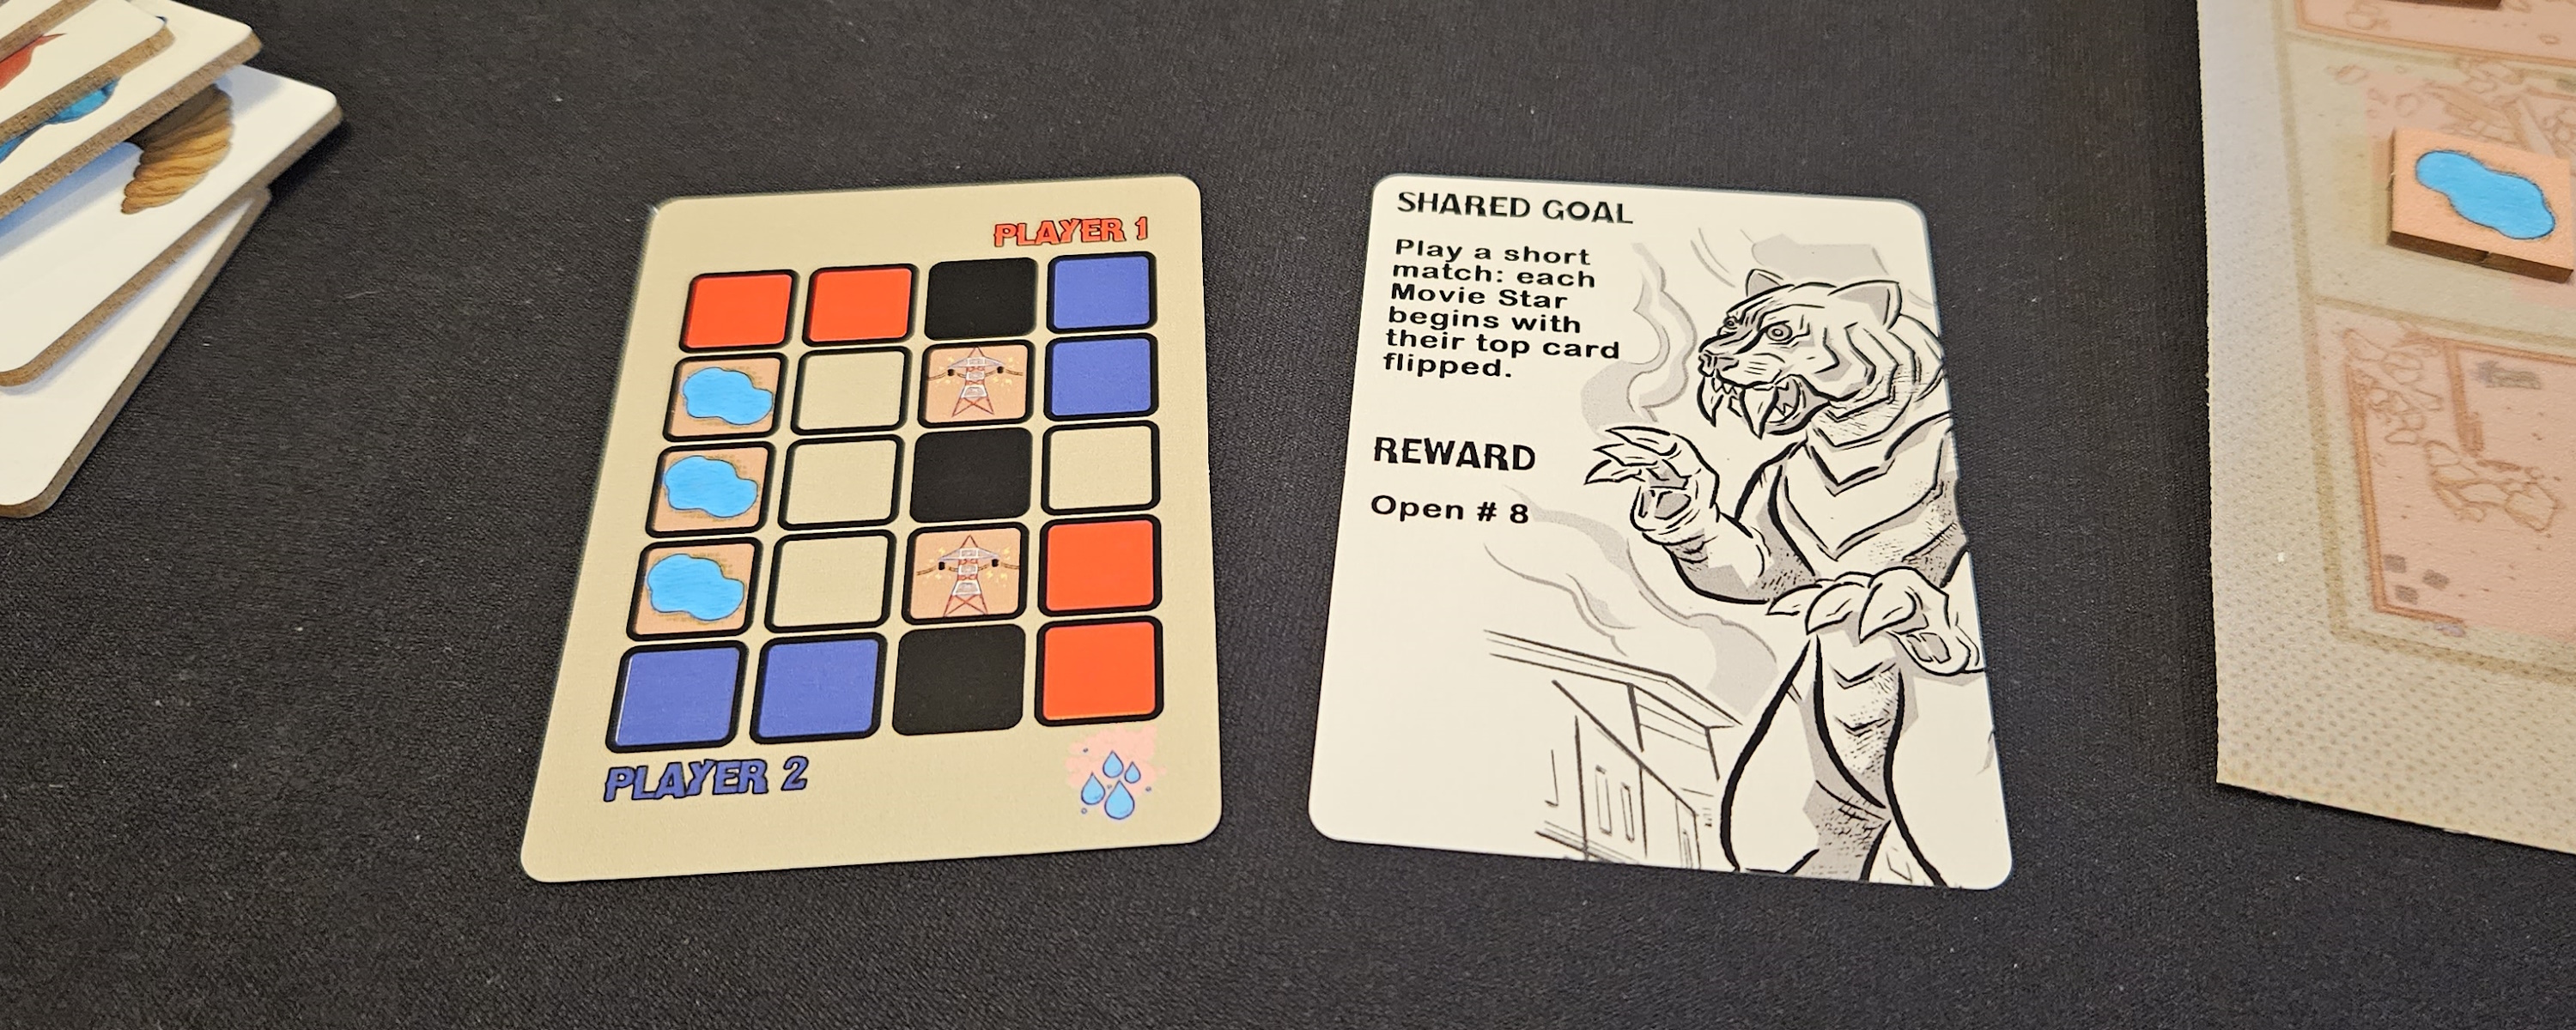 PLAYER 1
PLAYER 2
SHARED GOAL
Play a short
match: each
Movie Star
begins with
their top card
flipped.
REWARD
Open # 8